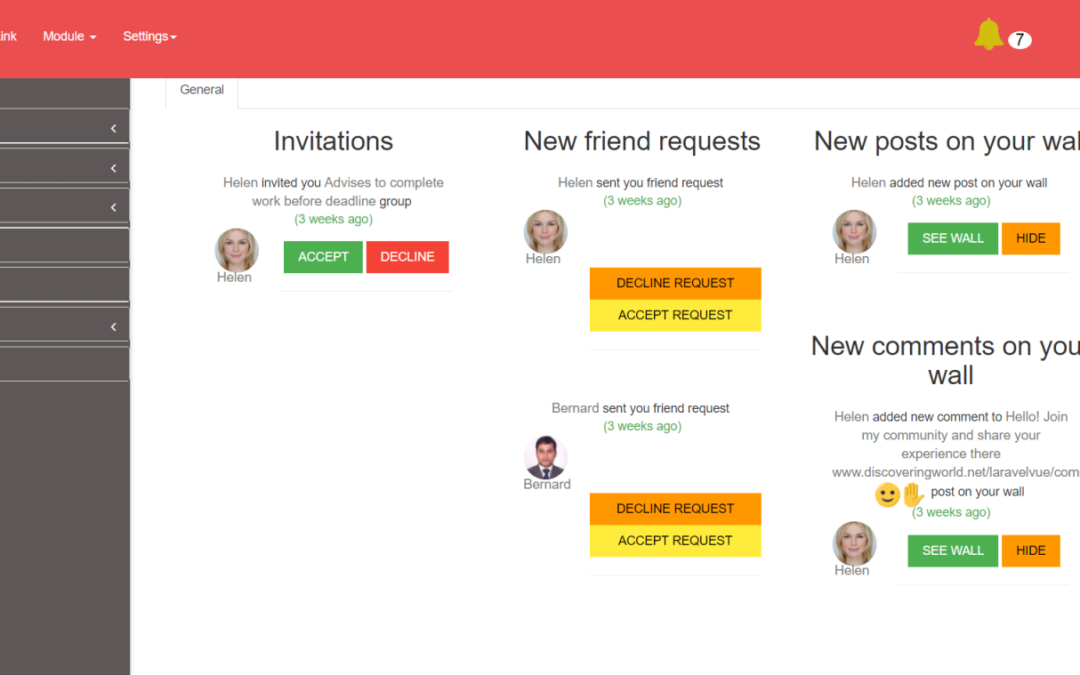 ink Module Settings
7
General
Invitations
Helen invited you Advises to complete
work before deadline group
(3 weeks ago)
ACCEPT DECLINE
Helen
New friend requests
Helen sent you friend request
(3 weeks ago)
Helen
DECLINE REQUEST
ACCEPT REQUEST
Bernard sent you friend request
(3 weeks ago)
Bernard
DECLINE REQUEST
ACCEPT REQUEST
New posts on your wal
Helen added new post on your wall
(3 weeks ago)
SEE WALL HIDE
Helen
New comments on you
wall
Helen added new comment to Hello! Join
my community and share your
experience there
www.discoveringworld.net/laravelvue/com
🙂✋ post on your wall
(3 weeks ago)
SEE WALL HIDE
Helen